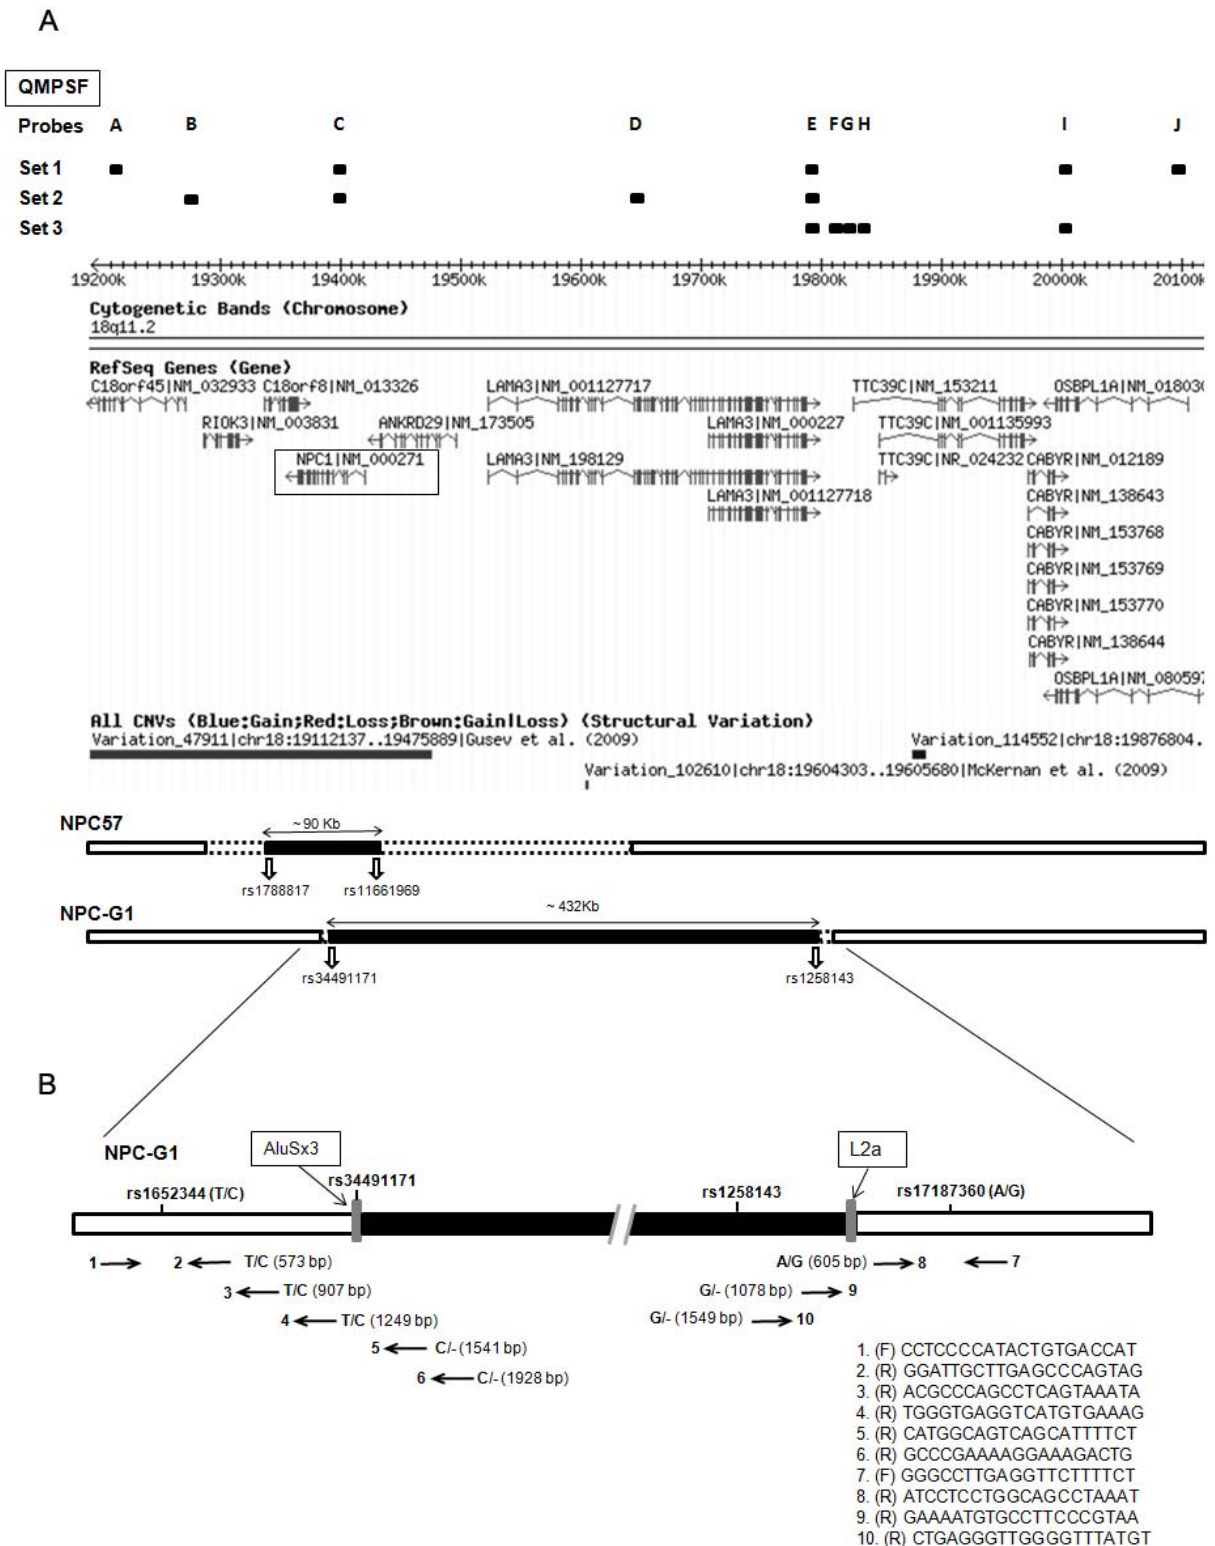 A
QMPSF
Probes A B C D E F G H I J
Set 1
Set 2
Set 3
19200k 19300k 19400k 19500k 19600k 19700k 19800k 19900k 20000k 20100k
Cytogenetic Bands (Chromosome)
18q11.2
RefSeq Genes (Gene)
C18orf45|NM_032933 C18orf8|NM_013326 LAMA3|NM_001127717 TTC39C|NM_153211 OSBPL1A|NM_01803
RIOK3|NM_003831 ANKRD29|NM_173505 LAMA3|NM_000227 TTC39C|NM_001135993
NPC1|NM_000271 LAMA3|NM_198129 TTC39C|NR_024232 CABYR|NM_012189
LAMA3|NM_001127718 CABYR|NM_138643
CABYR|NM_153768
CABYR|NM_153769
CABYR|NM_153770
CABYR|NM_138644
OSBPL1A|NM_08059
All CNVs (Blue:Gain;Red:Loss;Brown:Gain|Loss) (Structural Variation)
Variation_47911|chr18:19112137..19475889|Gusev et al. (2009) Variation_114552|chr18:19876804.
Variation_102610|chr18:19604303..19605680|McKernan et al. (2009)
NPC57 ~90 Kb
rs1788817 rs11661969
NPC-G1 ~ 432Kb
rs34491171 rs1258143
B
NPC-G1 AluSx3 L2a
rs1652344 (T/C) rs34491171 rs1258143 rs17187360 (A/G)
1 2 T/C (573 bp) A/G (605 bp) 8 7
3 T/C (907 bp) G/- (1078 bp) 9
4 T/C (1249 bp) G/- (1549 bp) 10
5 C/- (1541 bp)
6 C/- (1928 bp)
1. (F) CCTCCCCATACTGTGACCAT
2. (R) GGATTGCTTGAGCCCAGTAG
3. (R) ACGCCCAGCCTCAGTAAATA
4. (R) TGGGTGAGGTCATGTGAAAG
5. (R) CATGGCAGTCAGCATTTTCT
6. (R) GCCCGAAAAGGAAAGACTG
7. (F) GGGCCTTGAGGTTCTTTTCT
8. (R) ATCCTCCTGGCAGCCTAAAT
9. (R) GAAAATGTGCCTTCCCGTAA
10. (R) CTGAGGGTTGGGGTTTATGT